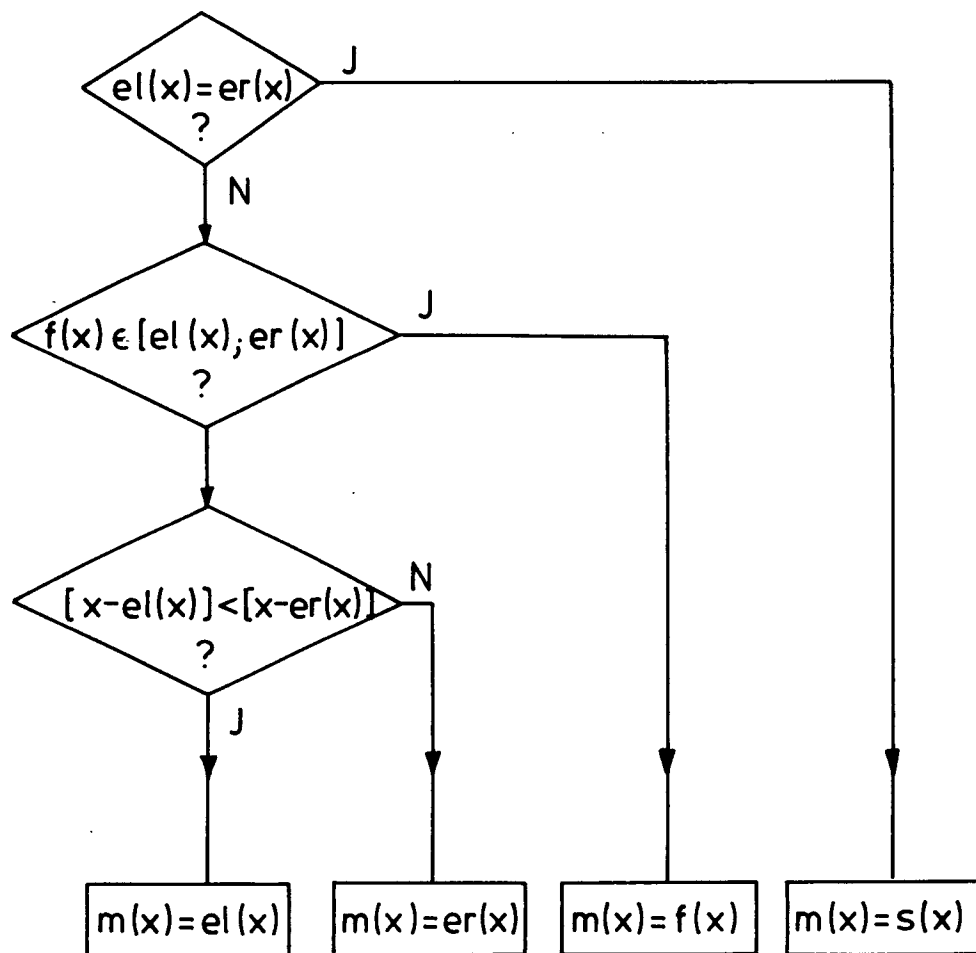 J
el(x)=er(x)
?
N
J
f(x)ϵ[el(x);er(x)]
?
N
[x-el(x)]<[x-er(x)]
?
J
m(x)=el(x)
m(x)=er(x)
m(x)=f(x)
m(x)=s(x)